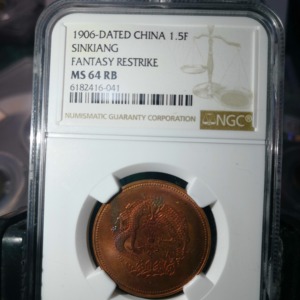 1906-DATED CHINA 1.5F
SINKIANG
FANTASY RESTRIKE
MS 64 RB
6182416-041
NUMISMATIC GUARANTY CORPORATION
NGC®